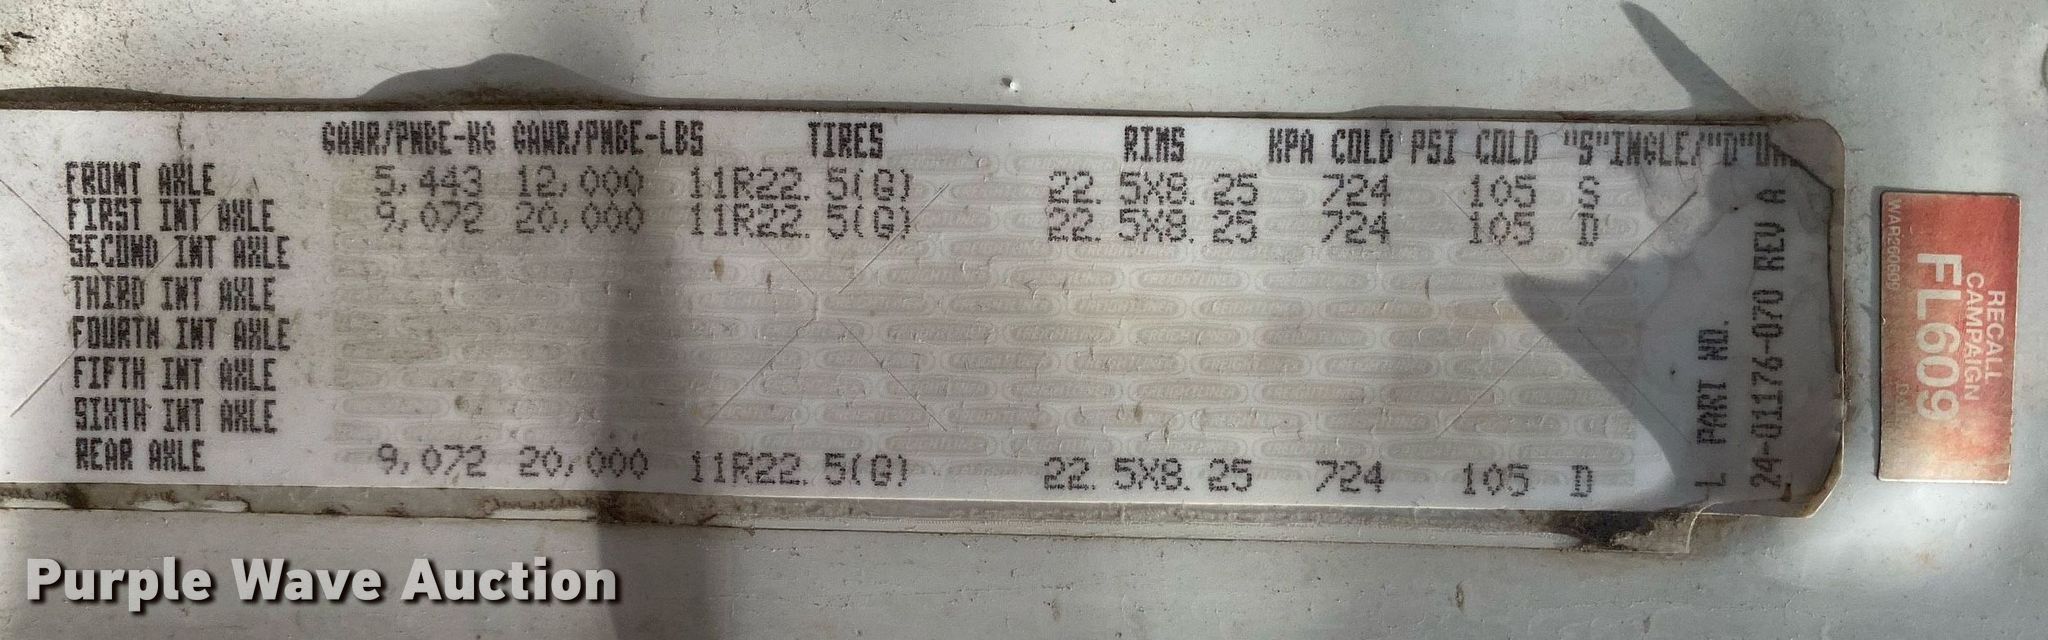 GAWR/PNBE-KG GAWR/PNBE-LBS TIRES RIMS KPA COLD PSI COLD "S"INGLE/"D"UAL
FRONT AXLE 5,443 12,000 11R22.5(G) 22.5X8.25 724 105 S
FIRST INT AXLE 9,072 20,000 11R22.5(G) 22.5X8.25 724 105 D
SECOND INT AXLE
THIRD INT AXLE
FOURTH INT AXLE
FIFTH INT AXLE
SIXTH INT AXLE
REAR AXLE 9,072 20,000 11R22.5(G) 22.5X8.25 724 105 D
L PART NO.
24-01176-070 REV A
RECALL
CAMPAIGN
FL609
Purple Wave Auction